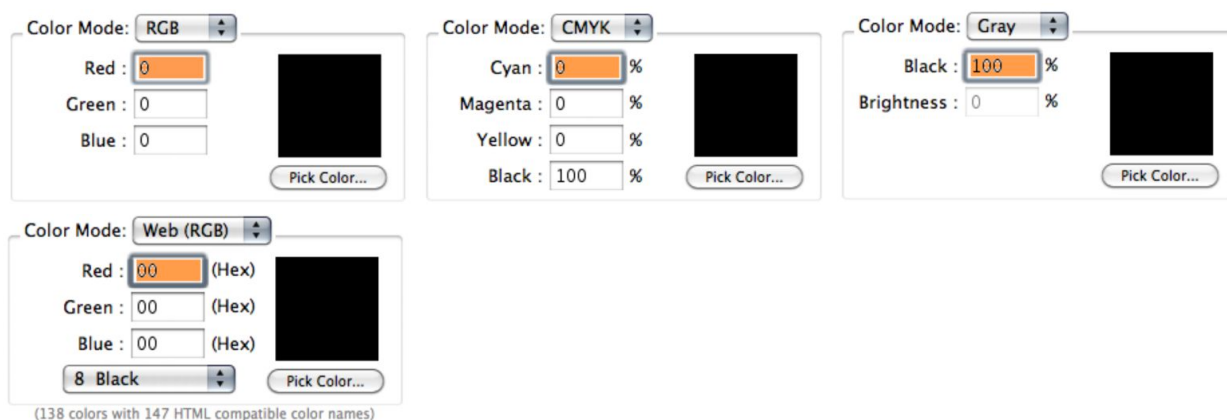 Color Mode: RGB
Red : 0
Green : 0
Blue : 0
Pick Color...
Color Mode: CMYK
Cyan : 0 %
Magenta : 0 %
Yellow : 0 %
Black : 100 %
Pick Color...
Color Mode: Gray
Black : 100 %
Brightness : 0 %
Pick Color...
Color Mode: Web (RGB)
Red : 00 (Hex)
Green : 00 (Hex)
Blue : 00 (Hex)
8 Black
Pick Color...
(138 colors with 147 HTML compatible color names)